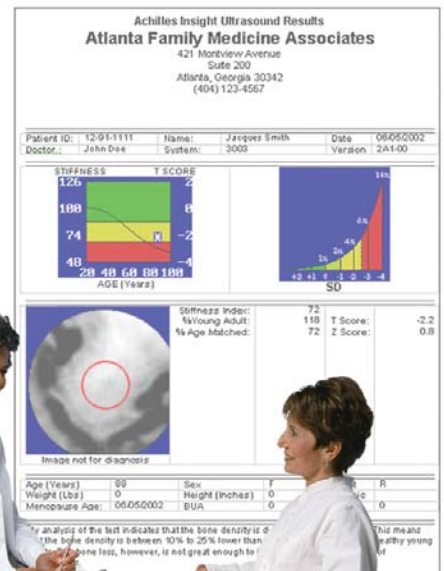 Achilles Insight Ultrasound Results
Atlanta Family Medicine Associates
421 Montview Avenue
Suite 200
Atlanta, Georgia 30342
(404) 123-4567
Patient ID: 12-91-1111 Name: Jacques Smith Date 06/05/2002
Doctor.: John Doe System: 3003 Version 2A1-00
STIFFNESS T SCORE
126 2
100 0
74 -2
48 -4
20 40 60 80 100
AGE (Years)
16x
6x
4x
2x
1x
+2 +1 0 -1 -2 -3 -4
SD
Stiffness Index: 72
%Young Adult: 118 T Score: -2.2
% Age Matched: 72 Z Score: 0.8
Image not for diagnosis
Age (Years) 88 Sex F R
Weight (Lbs) 0 Height (Inches) 0
Menopause Age: 06/05/2002 BUA 0 0
analysis of the test indicates that the bone density is This means
the bone density is between 10% to 25% lower than young
bone loss, however, is not great enough to of